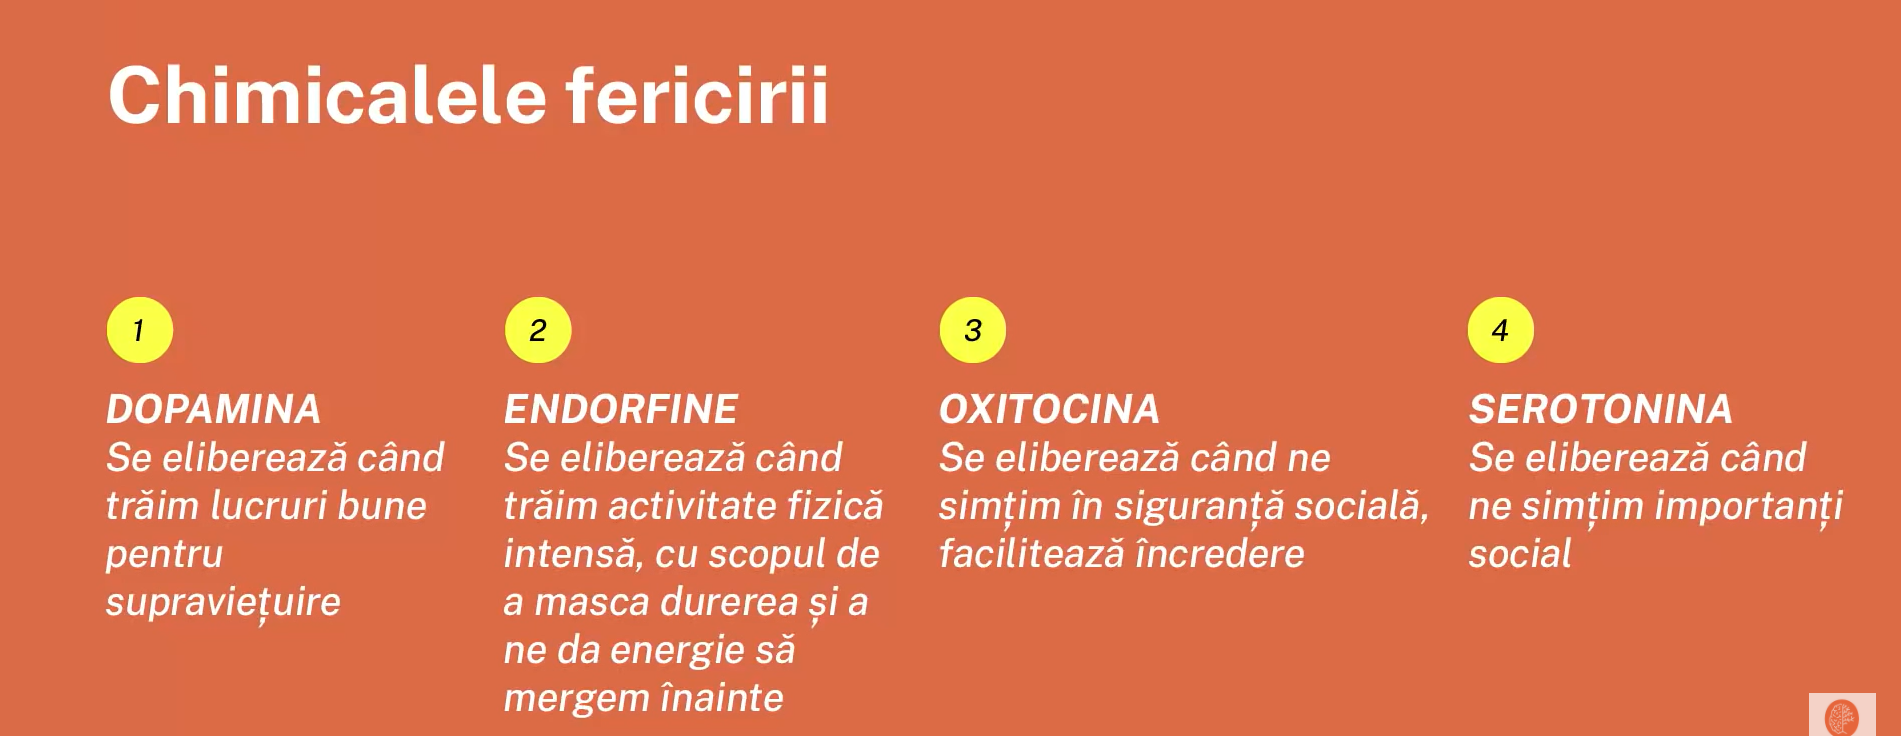 Chimicalele fericirii
1
DOPAMINA
Se eliberează când
trăim lucruri bune
pentru
supraviețuire
2
ENDORFINE
Se eliberează când
trăim activitate fizică
intensă, cu scopul de
a masca durerea și a
ne da energie să
mergem înainte
3
OXITOCINA
Se eliberează când ne
simțim în siguranță socială,
facilitează încredere
4
SEROTONINA
Se eliberează când
ne simțim importanți
social